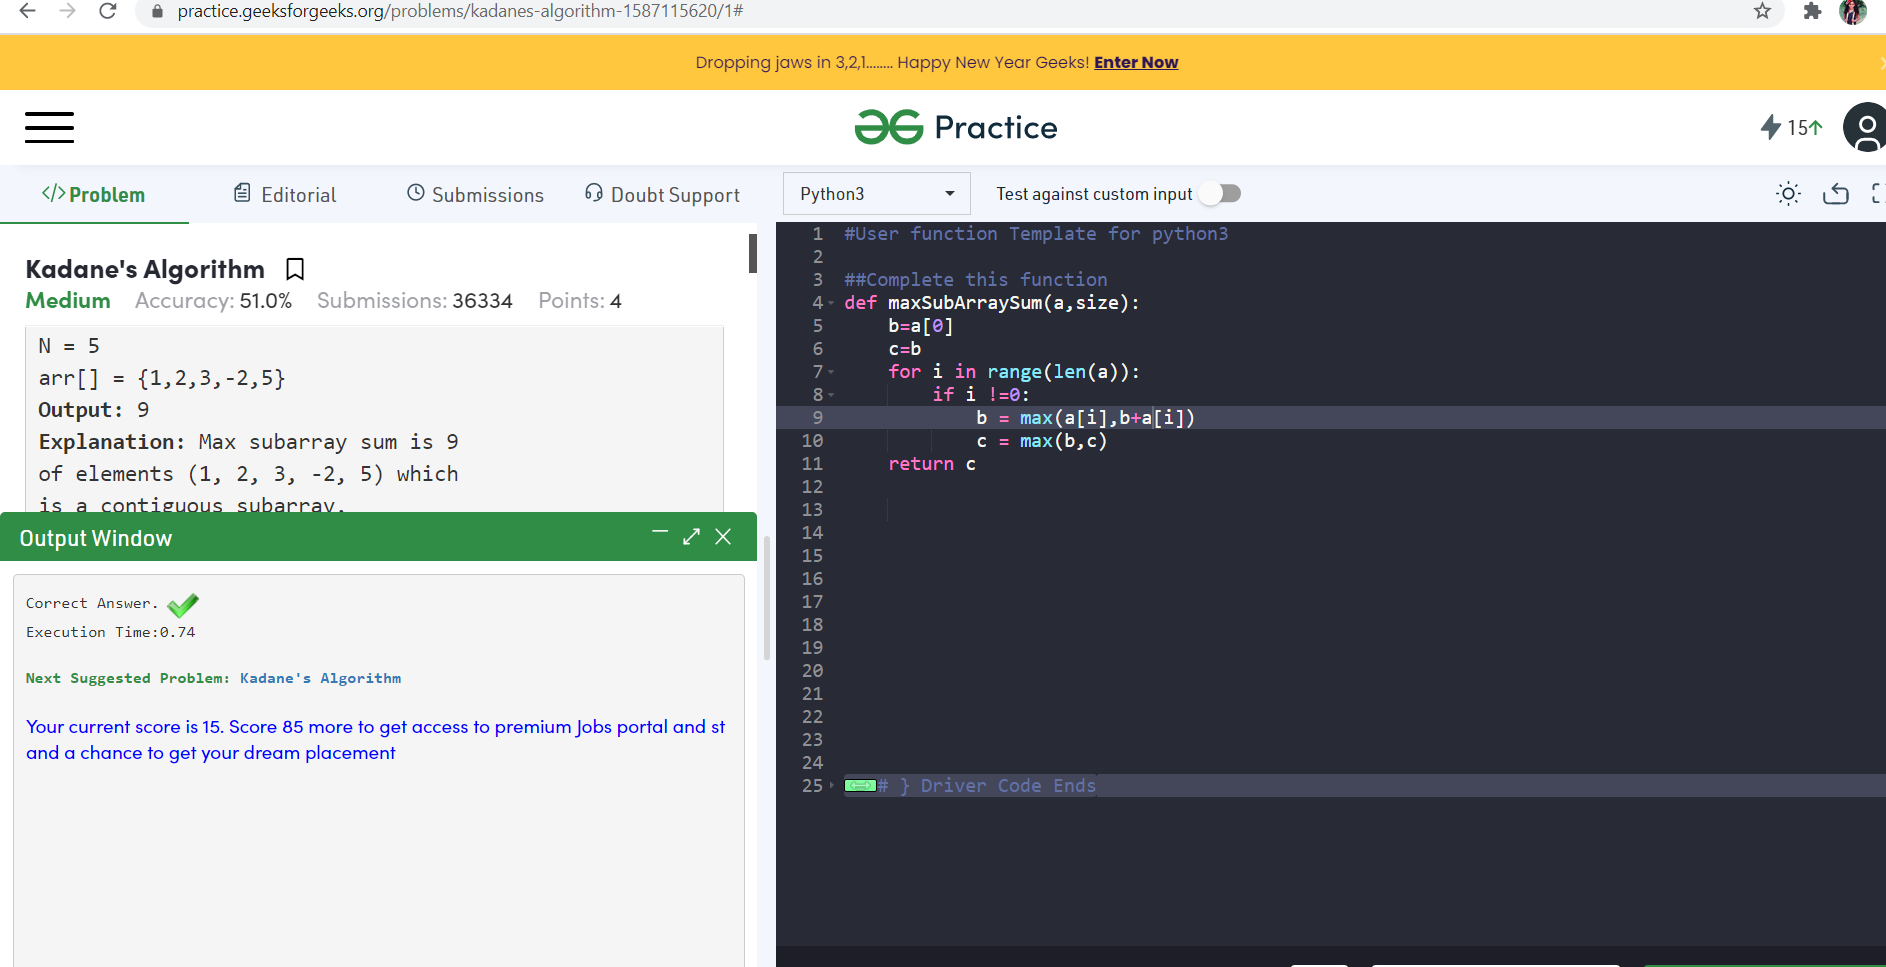 practice.geeksforgeeks.org/problems/kadanes-algorithm-1587115620/1#
Dropping jaws in 3,2,1........ Happy New Year Geeks! Enter Now
Practice
15↑
</>Problem
Editorial
Submissions
Doubt Support
Python3
Test against custom input
Kadane's Algorithm
Medium Accuracy: 51.0% Submissions: 36334 Points: 4
N = 5
arr[] = {1,2,3,-2,5}
Output: 9
Explanation: Max subarray sum is 9
of elements (1, 2, 3, -2, 5) which
is a contiguous subarray.
Output Window
Correct Answer.
Execution Time:0.74
Next Suggested Problem: Kadane's Algorithm
Your current score is 15. Score 85 more to get access to premium Jobs portal and st
and a chance to get your dream placement
1 #User function Template for python3
2
3 ##Complete this function
4 def maxSubArraySum(a,size):
5     b=a[0]
6     c=b
7     for i in range(len(a)):
8         if i !=0:
9             b = max(a[i],b+a[i])
10             c = max(b,c)
11     return c
12
13
14
15
16
17
18
19
20
21
22
23
24
25 # } Driver Code Ends